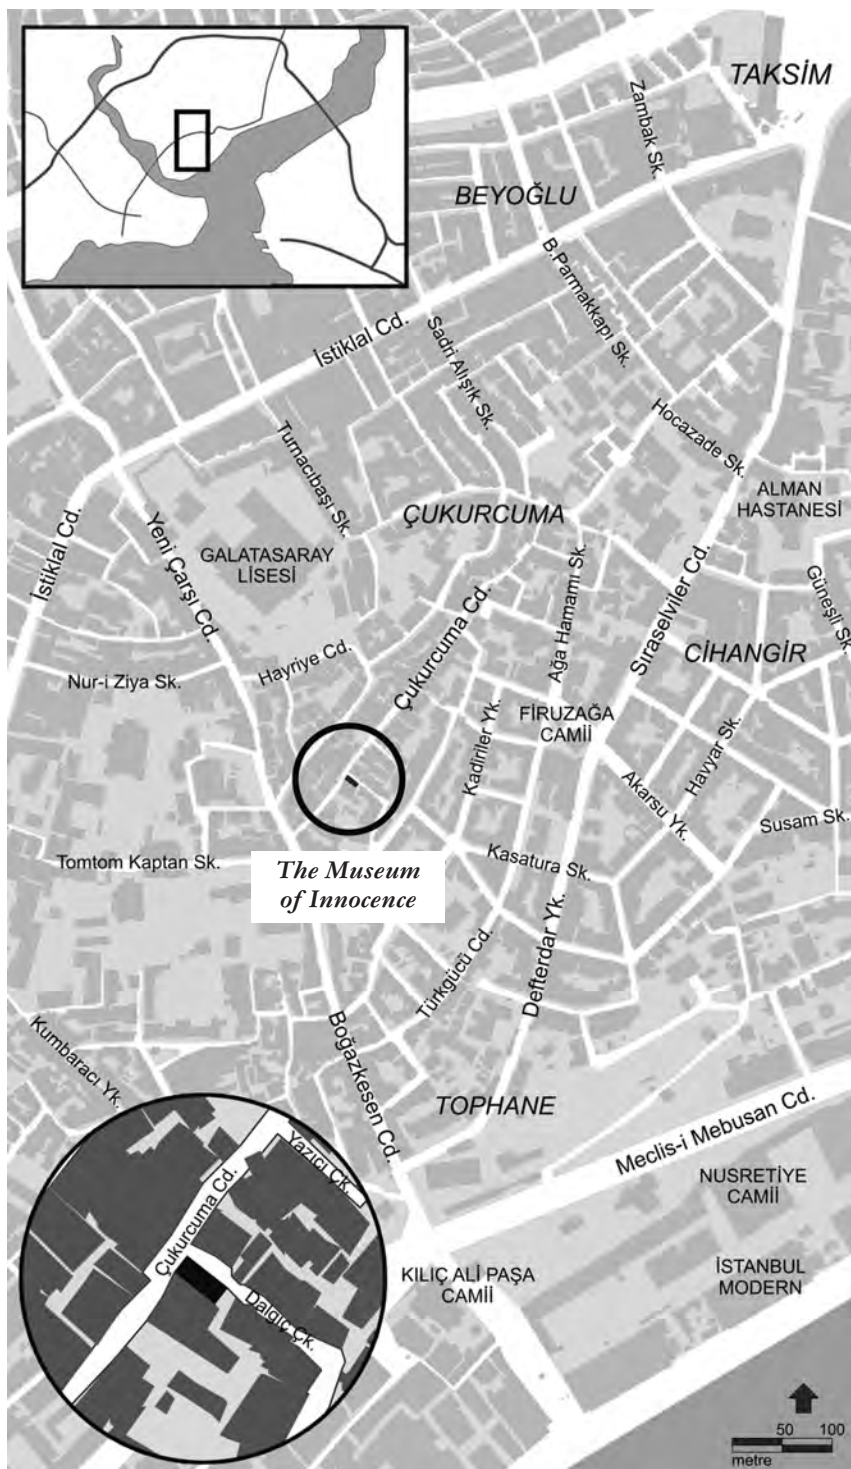 TAKSİM
Zambak Sk.
BEYOĞLU
B.Parmakkapı Sk.
İstiklal Cd.
Sadri Alışık Sk.
Hocazade Sk.
Turnacıbaşı Sk.
ALMAN
HASTANESİ
ÇUKURCUMA
İstiklal Cd.
Yeni Çarşı Cd.
GALATASARAY
LİSESİ
Sıraselviler Cd.
Ağa Hamamı Sk.
Güneşli Sk.
Çukurcuma Cd.
CİHANGİR
Hayriye Cd.
Nur-i Ziya Sk.
FİRUZAĞA
CAMİİ
Kadiriler Yk.
Havyar Sk.
Akarsu Yk.
Susam Sk.
Tomtom Kaptan Sk.
The Museum
of Innocence
Kasatura Sk.
Defterdar Yk.
Türkgücü Cd.
Kumbaracı Yk.
Boğazkesen Cd.
TOPHANE
Meclis-i Mebusan Cd.
Yazıcı Çk.
Çukurcuma Cd.
Dalgıç Çk.
NUSRETİYE
CAMİİ
KILIÇ ALİ PAŞA
CAMİİ
İSTANBUL
MODERN
50 100
metre